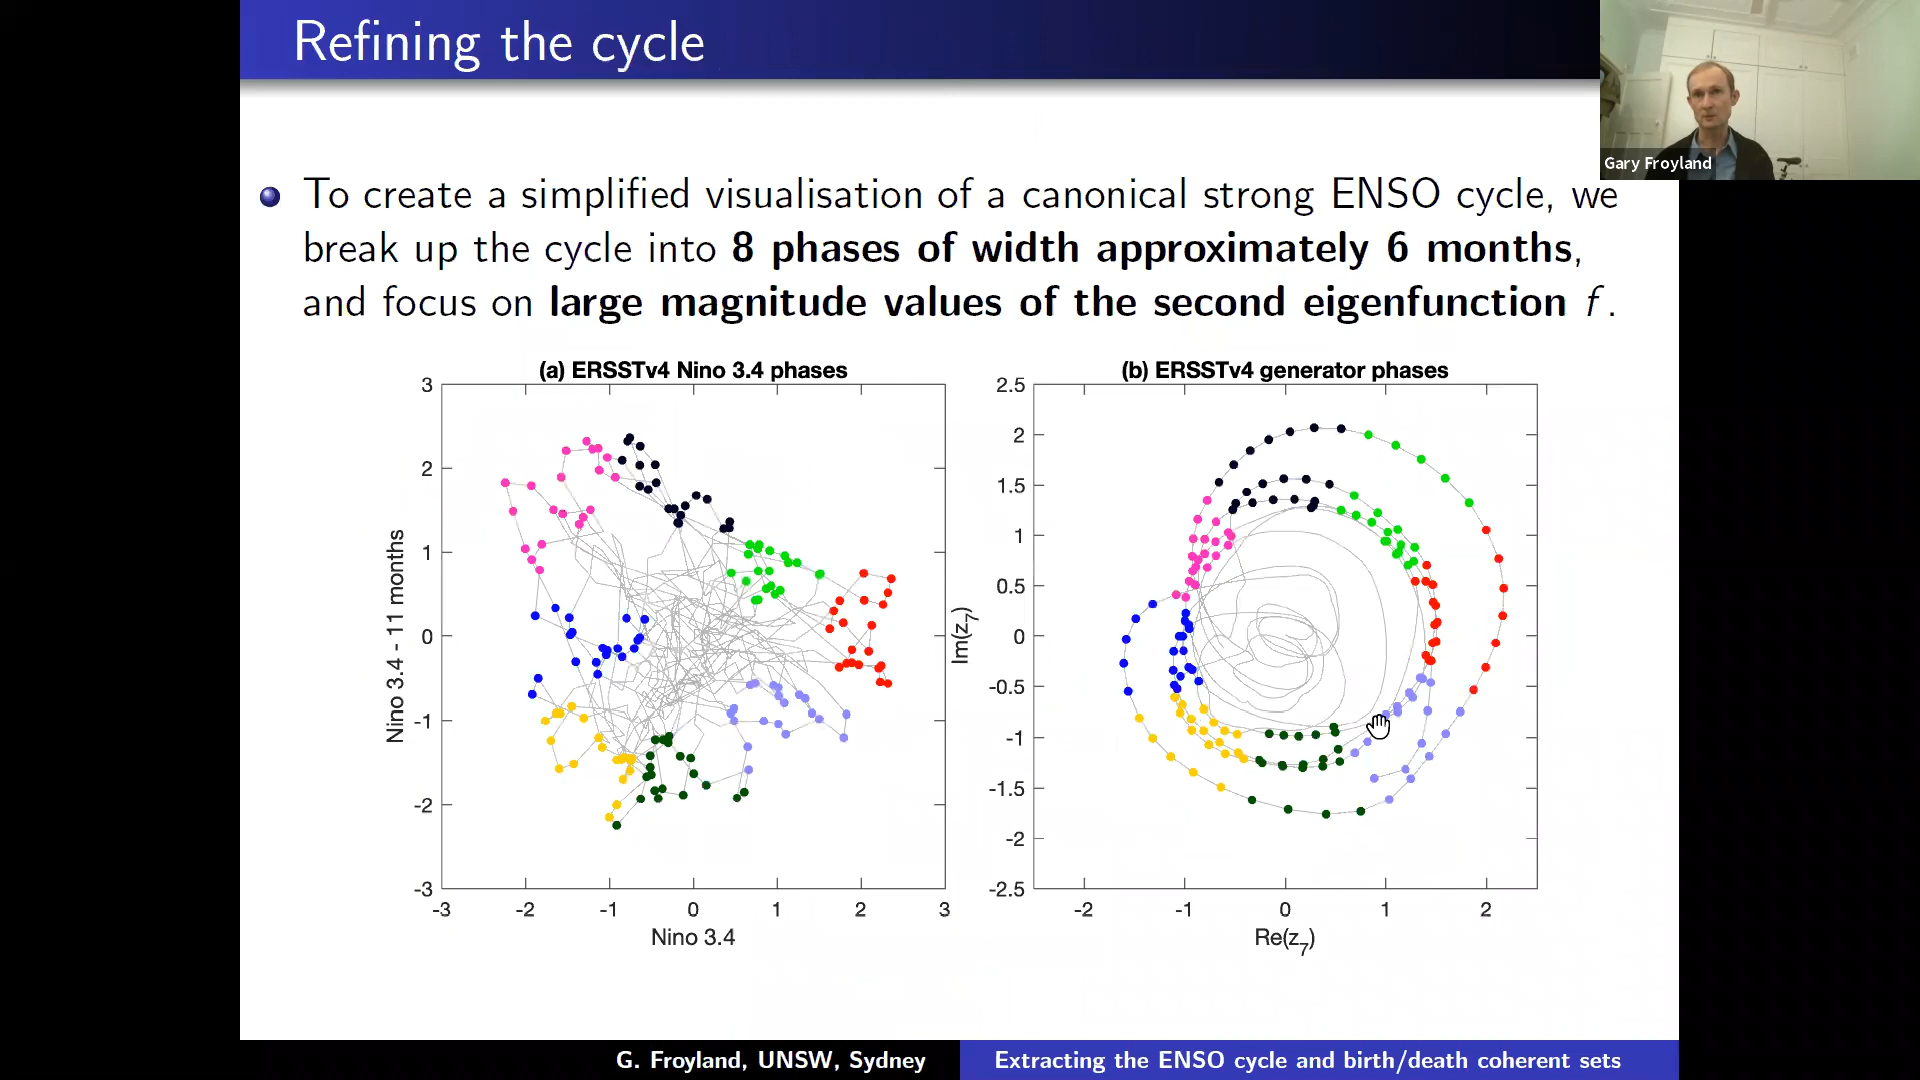 Refining the cycle
Gary Froyland
To create a simplified visualisation of a canonical strong ENSO cycle, we
break up the cycle into 8 phases of width approximately 6 months,
and focus on large magnitude values of the second eigenfunction f.
(a) ERSSTv4 Nino 3.4 phases
3
2
1
0
-1
-2
-3
-3 -2 -1 0 1 2 3
Nino 3.4 - 11 months
Nino 3.4
(b) ERSSTv4 generator phases
2.5
2
1.5
1
0.5
0
-0.5
-1
-1.5
-2
-2.5
-2 -1 0 1 2
Im(z7)
Re(z7)
G. Froyland, UNSW, Sydney
Extracting the ENSO cycle and birth/death coherent sets